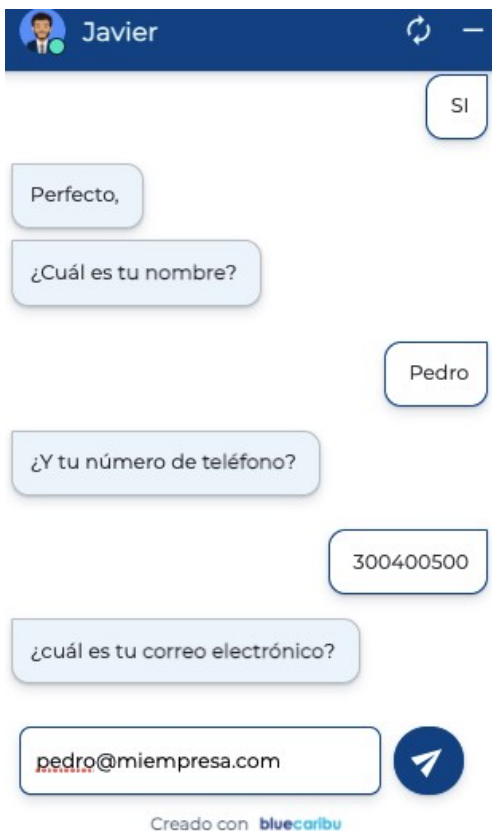 Javier
SI
Perfecto,
¿Cuál es tu nombre?
Pedro
¿Y tu número de teléfono?
300400500
¿cuál es tu correo electrónico?
pedro@miempresa.com
Creado con bluecaribu